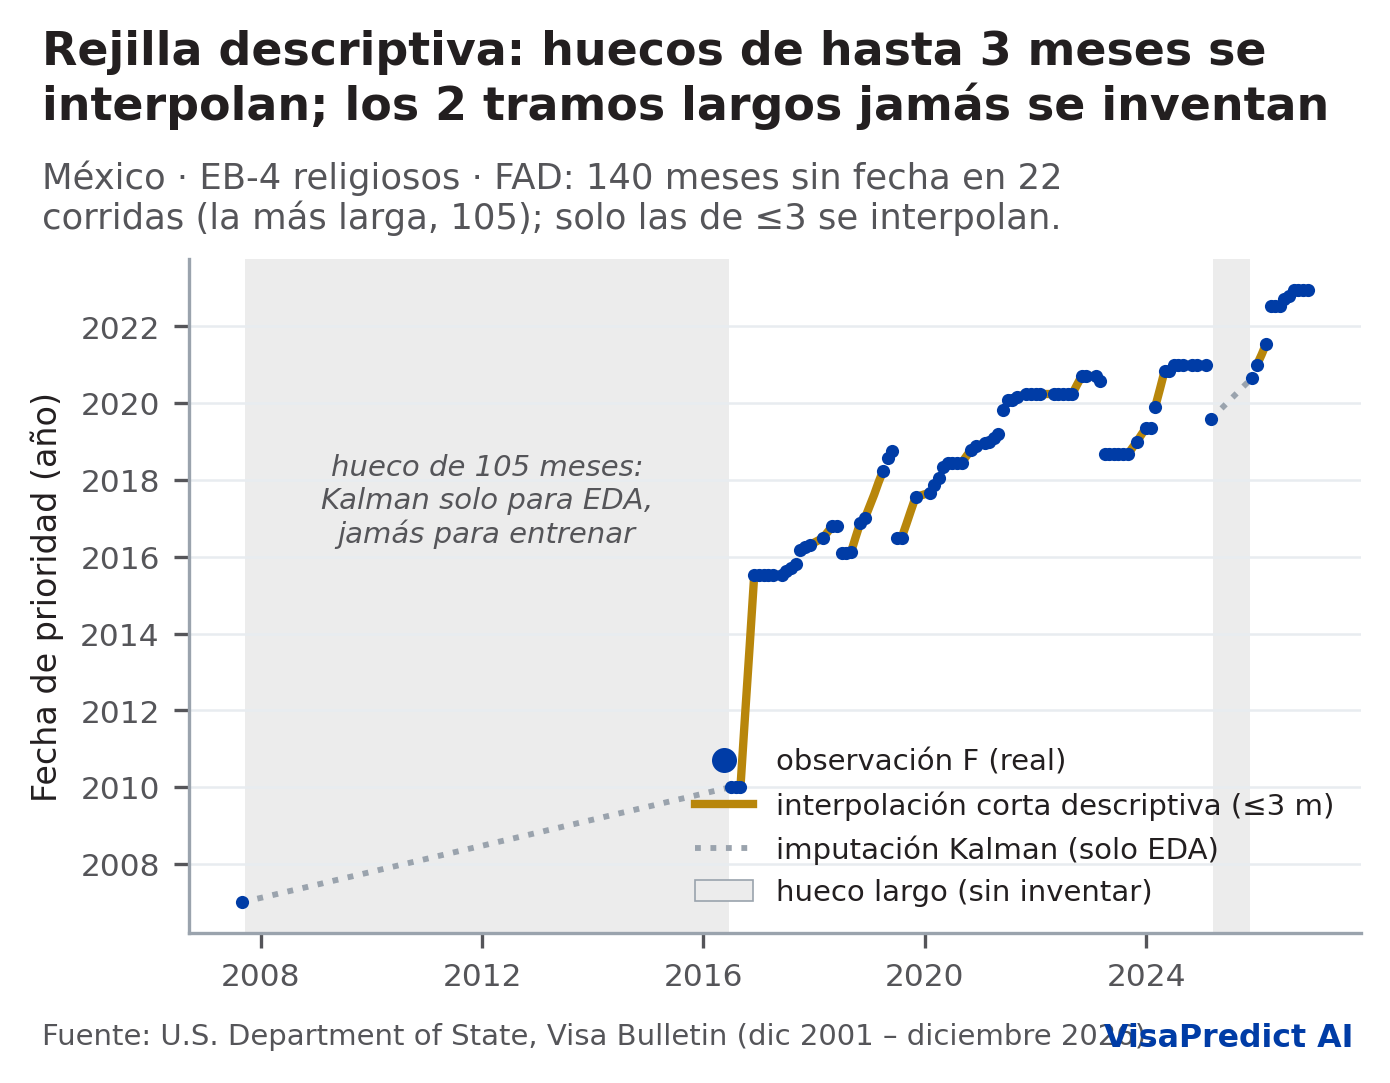 Rejilla descriptiva: huecos de hasta 3 meses se
interpolan; los 2 tramos largos jamás se inventan
México · EB-4 religiosos · FAD: 140 meses sin fecha en 22
corridas (la más larga, 105); solo las de ≤3 se interpolan.
Fecha de prioridad (año)
2022
2020
2018
2016
2014
2012
2010
2008
hueco de 105 meses:
Kalman solo para EDA,
jamás para entrenar
observación F (real)
interpolación corta descriptiva (≤3 m)
imputación Kalman (solo EDA)
hueco largo (sin inventar)
2008
2012
2016
2020
2024
Fuente: U.S. Department of State, Visa Bulletin (dic 2001 – diciembre 2026).
VisaPredict AI